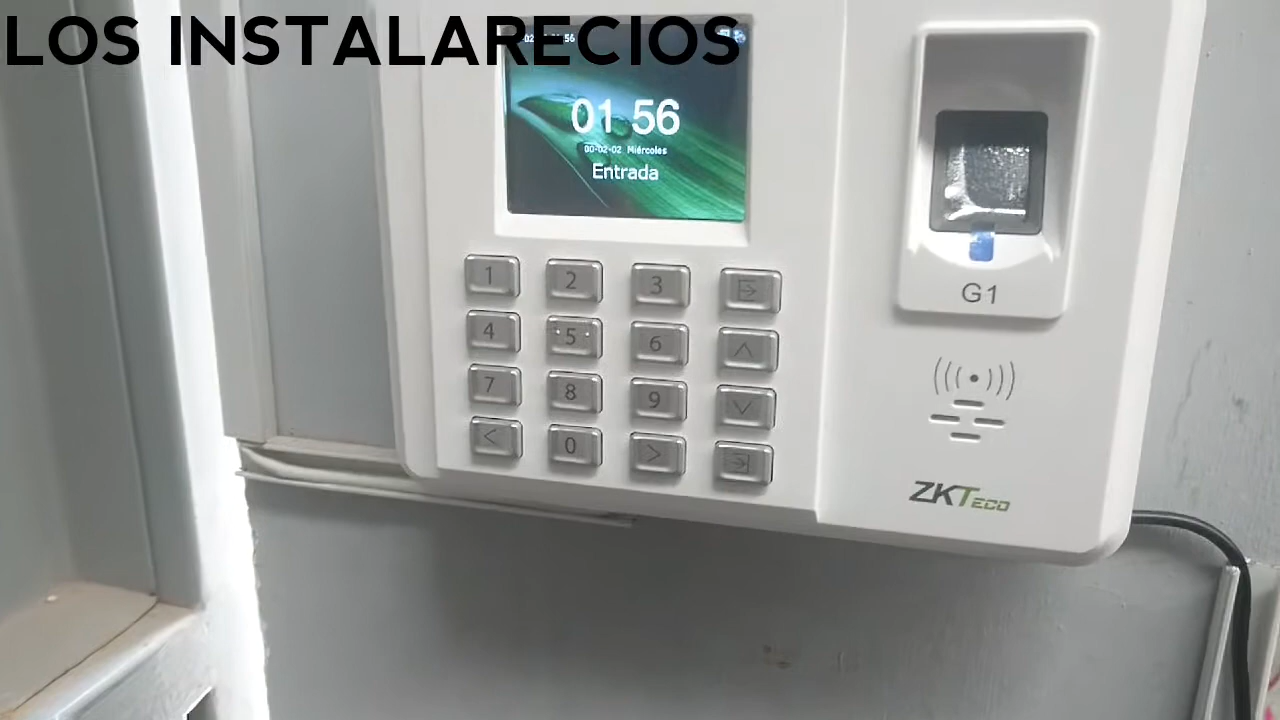 LOS INSTALARECIOS
01 56
00-02-02 Miércoles
Entrada
1 2 3
4 5 6
7 8 9
< 0 >
G1
ZKTECO